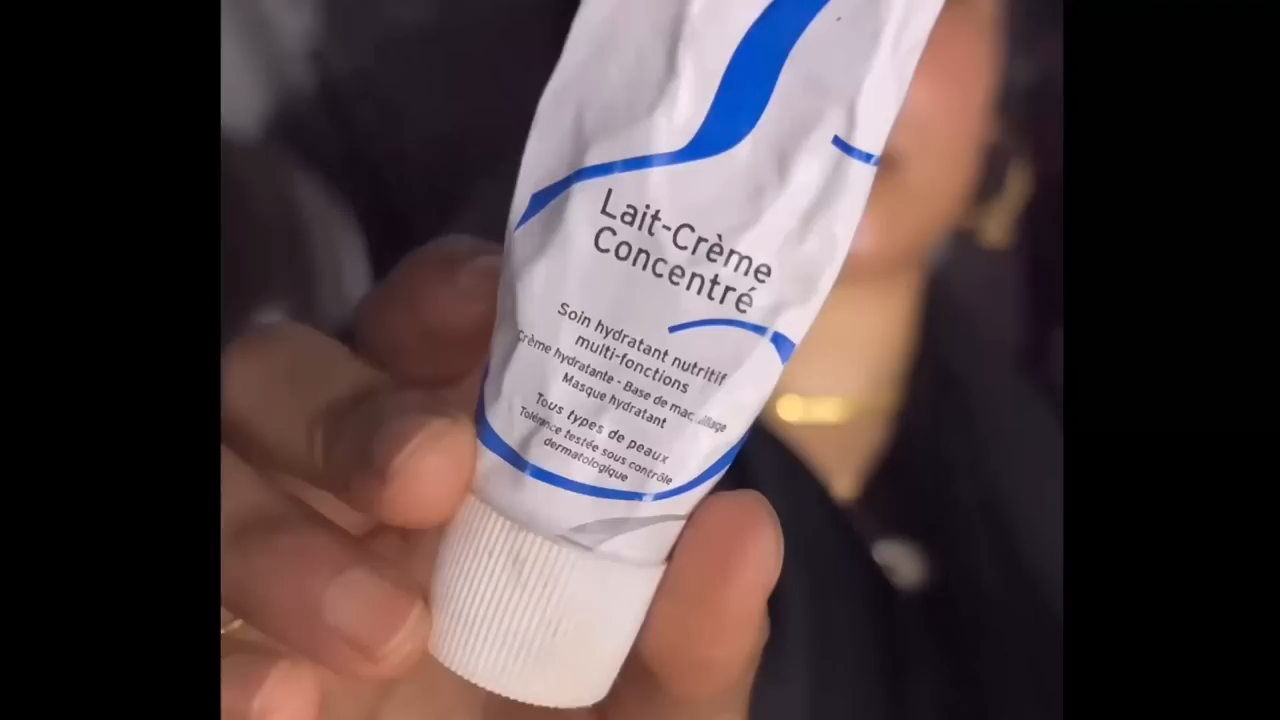 Lait-Crème
Concentré
Soin hydratant nutritif
multi-fonctions
Crème hydratante - Base de maquillage
Masque hydratant
Tous types de peaux
Tolérance testée sous contrôle
dermatologique